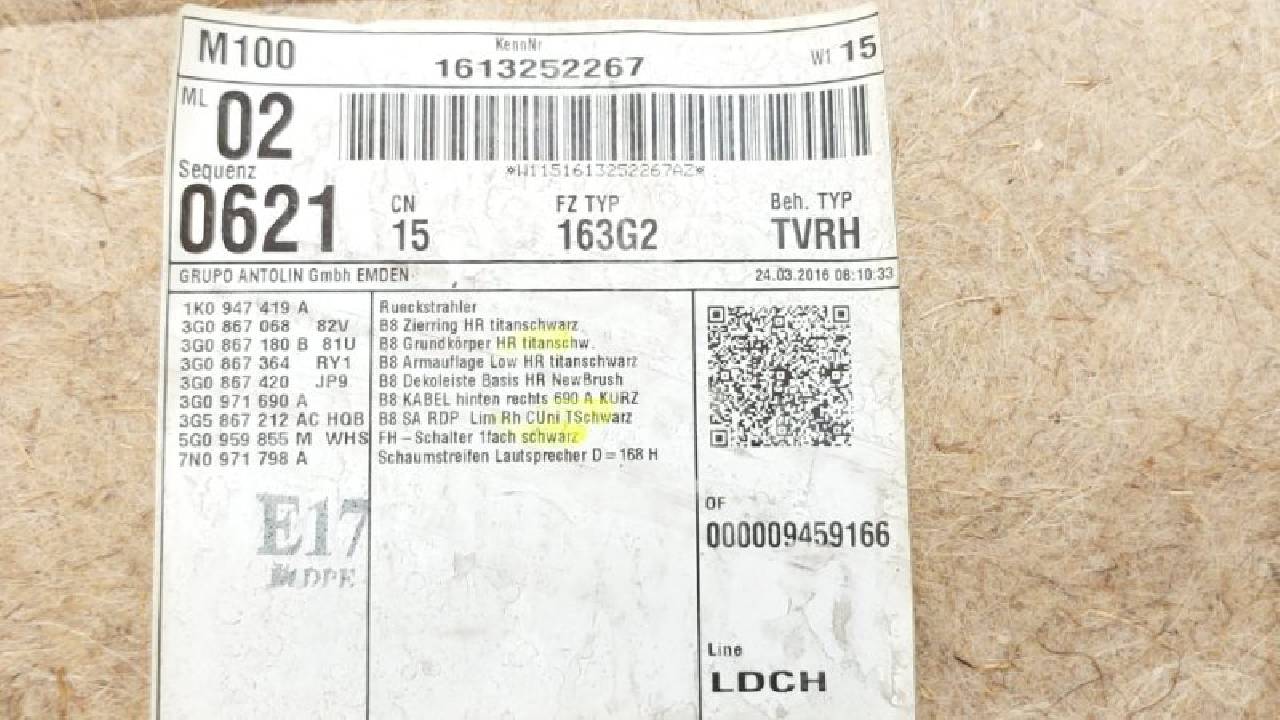 M100 KennNr W1 15
1613252267
ML 02
*W1151613252267AZ*
Sequenz
0621 CN 15 FZ TYP 163G2 Beh. TYP TVRH
GRUPO ANTOLIN Gmbh EMDEN 24.03.2016 08:10:33
1K0 947 419 A Rueckstrahler
3G0 867 068 82V B8 Zierring HR titanschwarz
3G0 867 180 B 81U B8 Grundkörper HR titanschw.
3G0 867 364 RY1 B8 Armauflage Low HR titanschwarz
3G0 867 420 JP9 B8 Dekoleiste Basis HR NewBrush
3G0 971 690 A B8 KABEL hinten rechts 690 A KURZ
3G5 867 212 AC HQB B8 SA RDP Lim Rh CUni TSchwarz
5G0 959 855 M WHS FH-Schalter 1fach schwarz
7N0 971 798 A Schaumstreifen Lautsprecher D=168 H
E17
OF
000009459166
Line
LDCH